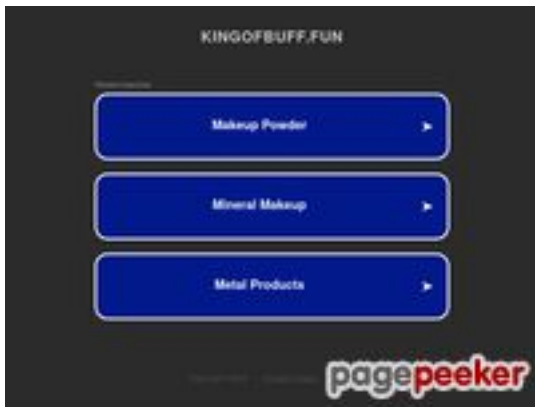 KINGOFBUFF.FUN
Makeup Powder
Mineral Makeup
Metal Products
pagepeeker